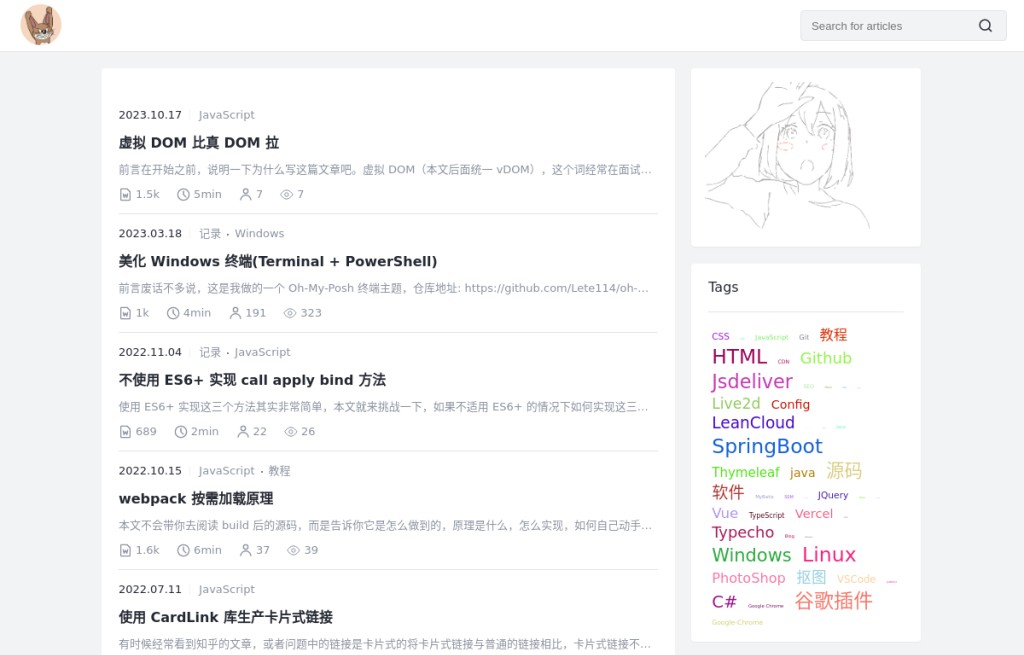 Search for articles
2023.10.17 JavaScript
虚拟 DOM 比真 DOM 拉
前言在开始之前，说明一下为什么写这篇文章吧。虚拟 DOM（本文后面统一 vDOM），这个词经常在面试…
1.5k 5min 7 7
2023.03.18 记录 · Windows
美化 Windows 终端(Terminal + PowerShell)
前言废话不多说，这是我做的一个 Oh-My-Posh 终端主题，仓库地址: https://github.com/Lete114/oh-…
1k 4min 191 323
2022.11.04 记录 · JavaScript
不使用 ES6+ 实现 call apply bind 方法
使用 ES6+ 实现这三个方法其实非常简单，本文就来挑战一下，如果不适用 ES6+ 的情况下如何实现这三…
689 2min 22 26
2022.10.15 JavaScript · 教程
webpack 按需加载原理
本文不会带你去阅读 build 后的源码，而是告诉你它是怎么做到的，原理是什么，怎么实现，如何自己动手…
1.6k 6min 37 39
2022.07.11 JavaScript
使用 CardLink 库生产卡片式链接
有时候经常看到知乎的文章，或者问题中的链接是卡片式的将卡片式链接与普通的链接相比，卡片式链接不…
Tags
CSS JavaScript Git 教程
HTML CDN Github
Jsdeliver
Live2d Config
LeanCloud
SpringBoot
Thymeleaf java 源码
软件 JQuery
Vue TypeScript Vercel
Typecho Blog
Windows Linux
PhotoShop 抠图 VSCode
C# Google Chrome 谷歌插件
Google-Chrome